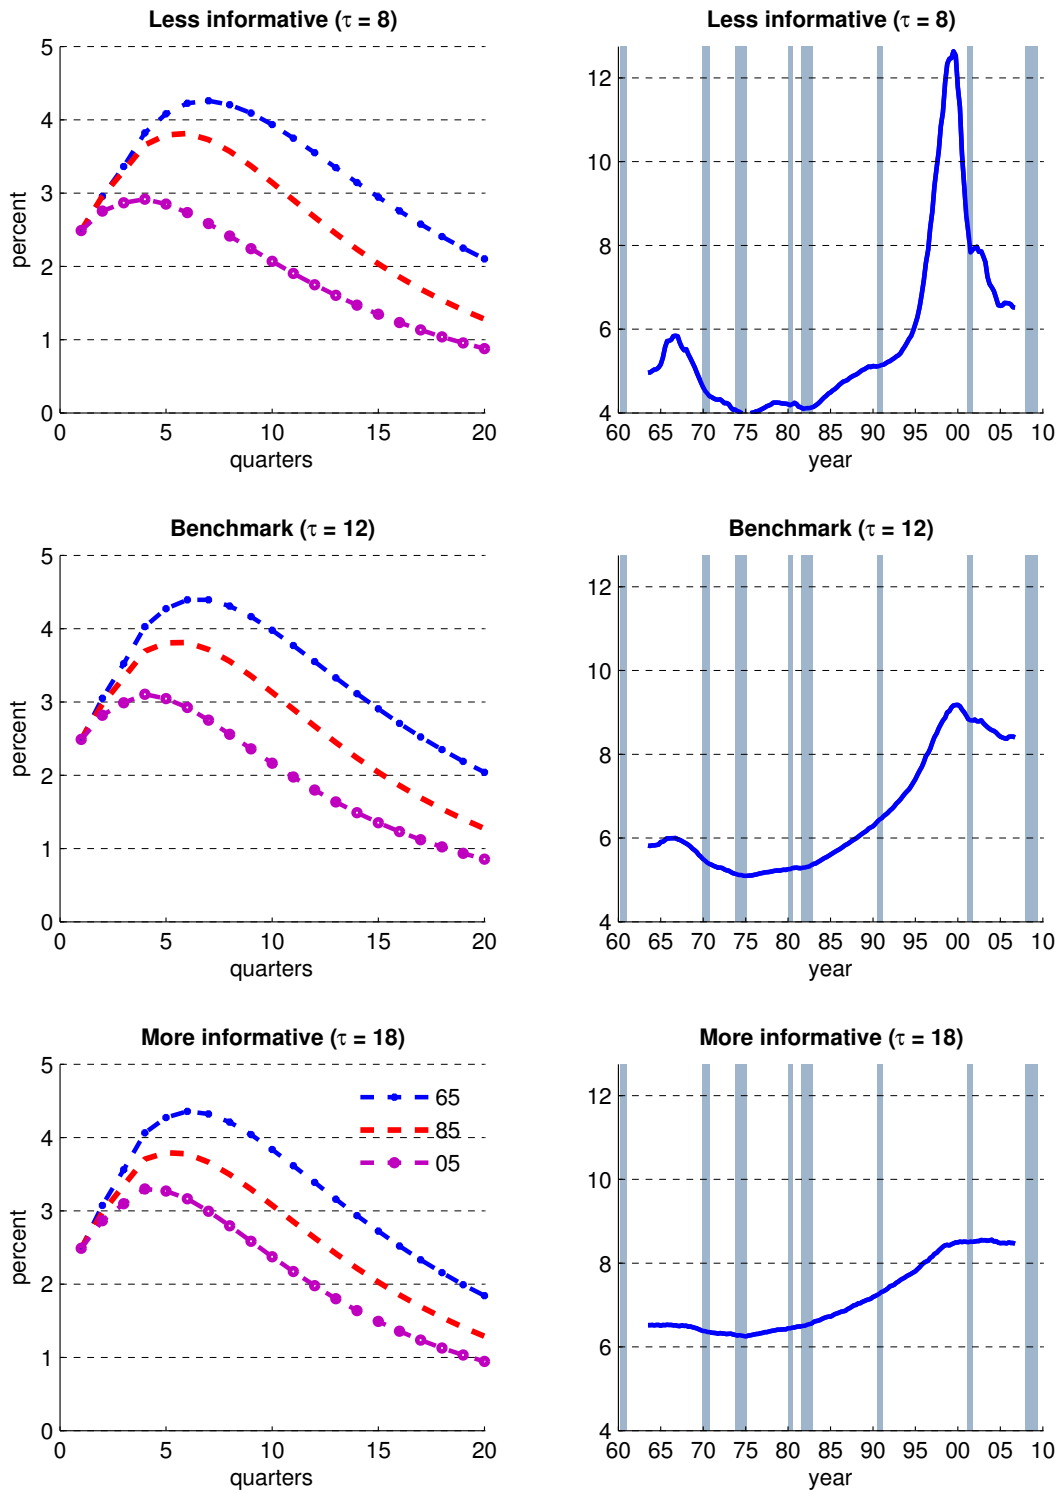 Less informative (τ = 8)
5
4
3
2
1
0
percent
0 5 10 15 20
quarters
Less informative (τ = 8)
12
10
8
6
4
60 65 70 75 80 85 90 95 00 05 10
year
Benchmark (τ = 12)
5
4
3
2
1
0
percent
0 5 10 15 20
quarters
Benchmark (τ = 12)
12
10
8
6
4
60 65 70 75 80 85 90 95 00 05 10
year
More informative (τ = 18)
5
4
3
2
1
0
percent
65
85
05
0 5 10 15 20
quarters
More informative (τ = 18)
12
10
8
6
4
60 65 70 75 80 85 90 95 00 05 10
year